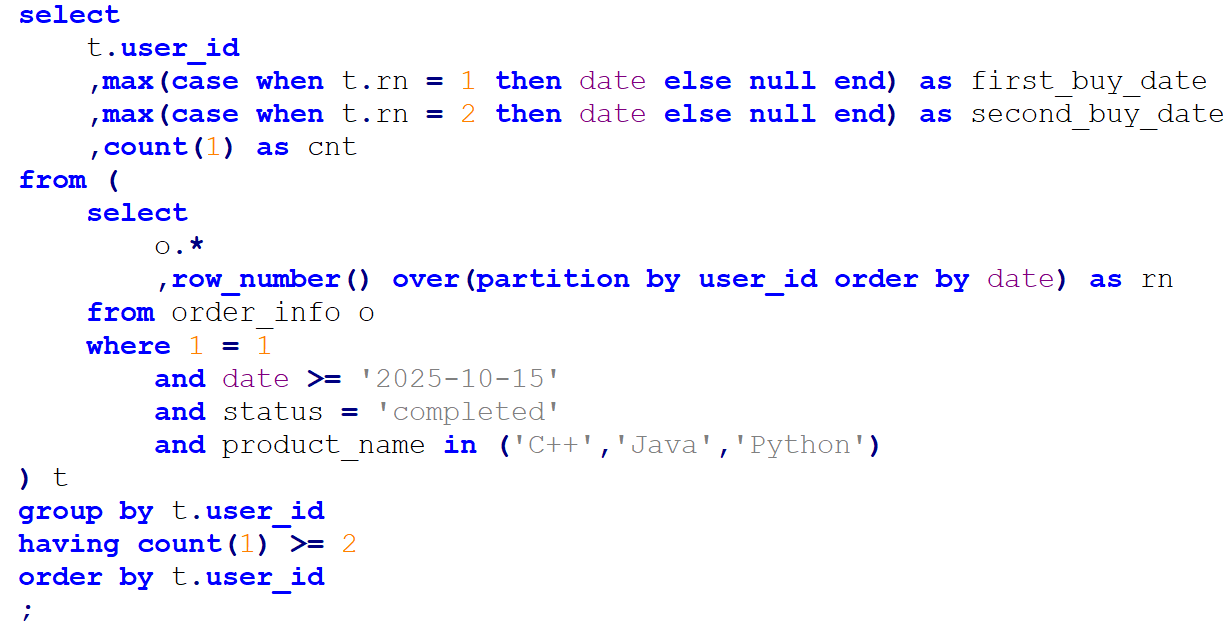 select
    t.user_id
    ,max(case when t.rn = 1 then date else null end) as first_buy_date
    ,max(case when t.rn = 2 then date else null end) as second_buy_date
    ,count(1) as cnt
from (
    select
        o.*
        ,row_number() over(partition by user_id order by date) as rn
    from order_info o
    where 1 = 1
        and date >= '2025-10-15'
        and status = 'completed'
        and product_name in ('C++','Java','Python')
) t
group by t.user_id
having count(1) >= 2
order by t.user_id
;